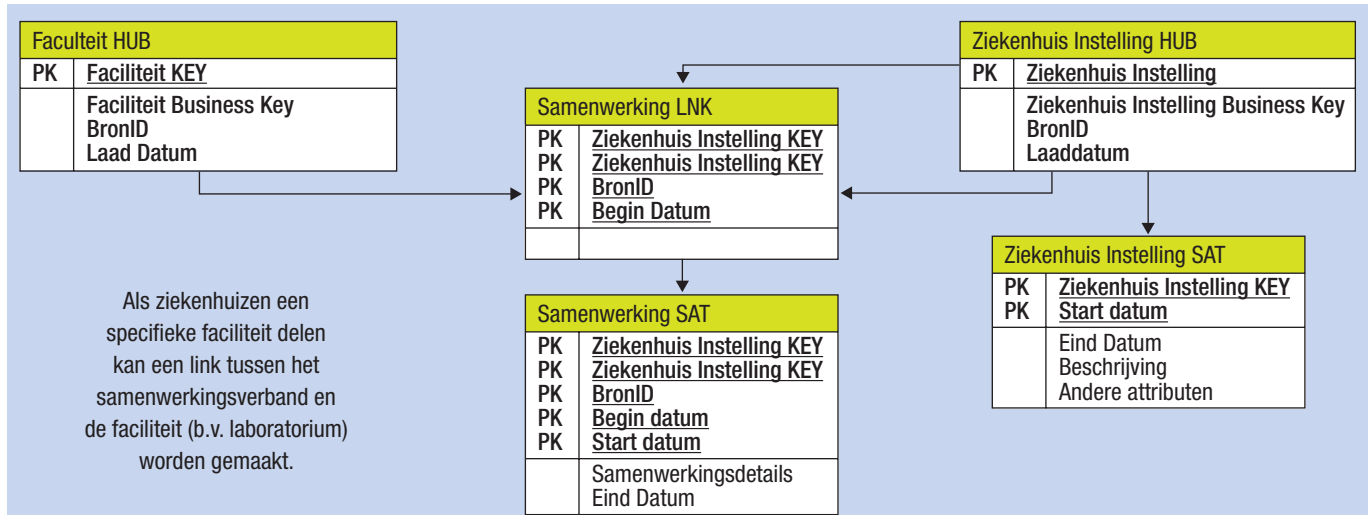 Faculteit HUB
PK Faciliteit KEY
Faciliteit Business Key
BronID
Laad Datum
Samenwerking LNK
PK Ziekenhuis Instelling KEY
PK Ziekenhuis Instelling KEY
PK BronID
PK Begin Datum
Ziekenhuis Instelling HUB
PK Ziekenhuis Instelling
Ziekenhuis Instelling Business Key
BronID
Laaddatum
Als ziekenhuizen een
specifieke faciliteit delen
kan een link tussen het
samenwerkingsverband en
de faciliteit (b.v. laboratorium)
worden gemaakt.
Samenwerking SAT
PK Ziekenhuis Instelling KEY
PK Ziekenhuis Instelling KEY
PK BronID
PK Begin datum
PK Start datum
Samenwerkingsdetails
Eind Datum
Ziekenhuis Instelling SAT
PK Ziekenhuis Instelling KEY
PK Start datum
Eind Datum
Beschrijving
Andere attributen